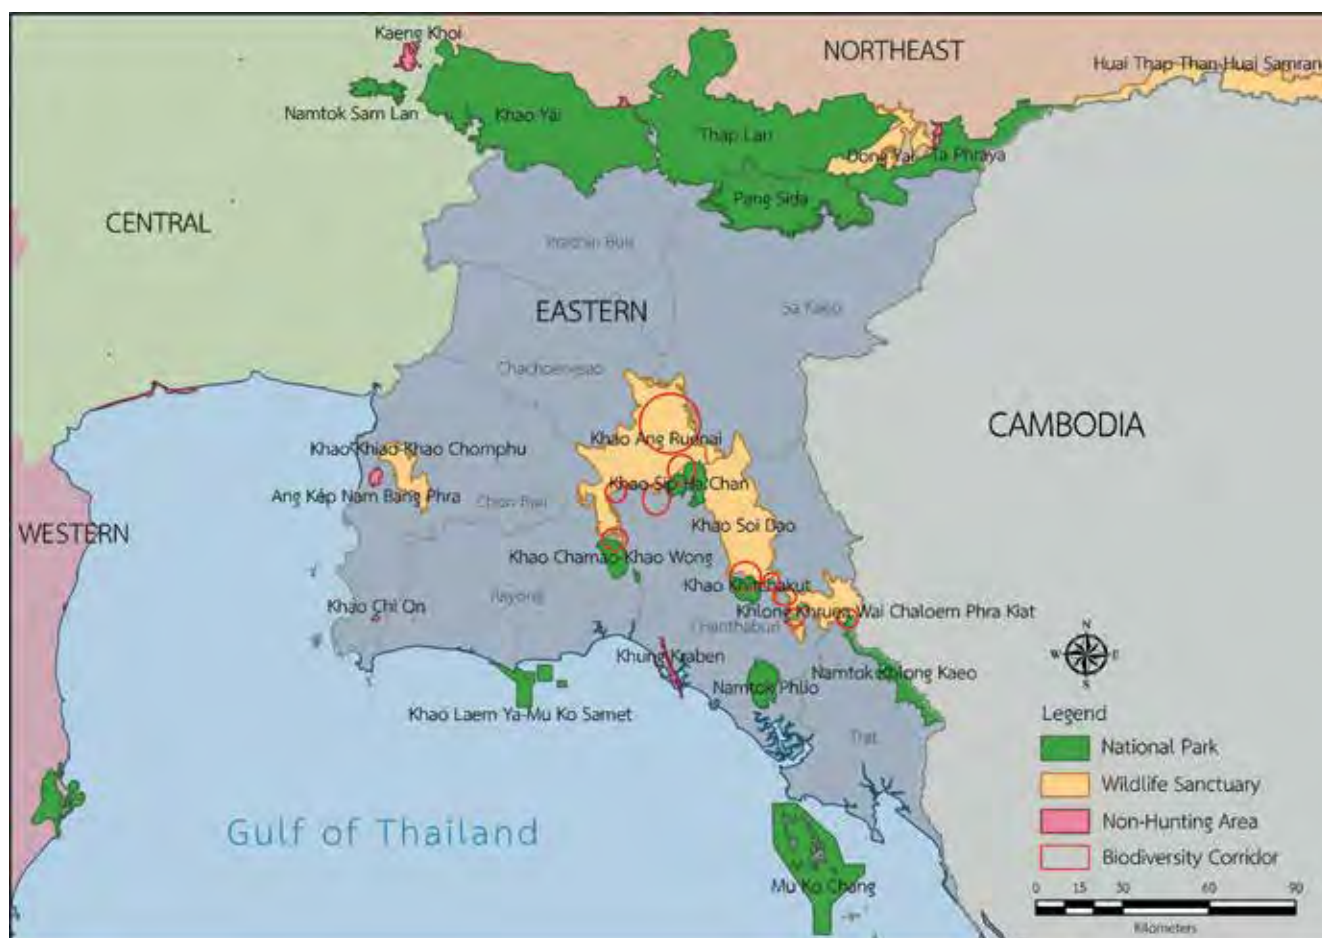 Kaeng Khoi
NORTHEAST
Huai Thap Than-Huai Samran
Namtok Sam Lan
Khao Yai
Thap Lan
Dong Yai
Ta Phraya
Pang Sida
CENTRAL
Prachin Buri
EASTERN
Sa Kaeo
Chachoengsao
CAMBODIA
Khao Khiao-Khao Chomphu
Khao Ang Ruenai
Ang Kep Nam Bang Phra
Khao Sip Ha Chan
Chon Buri
WESTERN
Khao Soi Dao
Khao Chamao-Khao Wong
Khao Khitchakut
Rayong
Khao Chi On
Khlong Khruea Wai Chaloem Phra Kiat
Chanthaburi
N
W
E
S
Khung Kraben
Namtok Khlong Kaeo
Namtok Phlio
Khao Laem Ya-Mu Ko Samet
Trat
Legend
National Park
Wildlife Sanctuary
Non-Hunting Area
Biodiversity Corridor
Gulf of Thailand
Mu Ko Chang
0 15 30 60 90
Kilometers